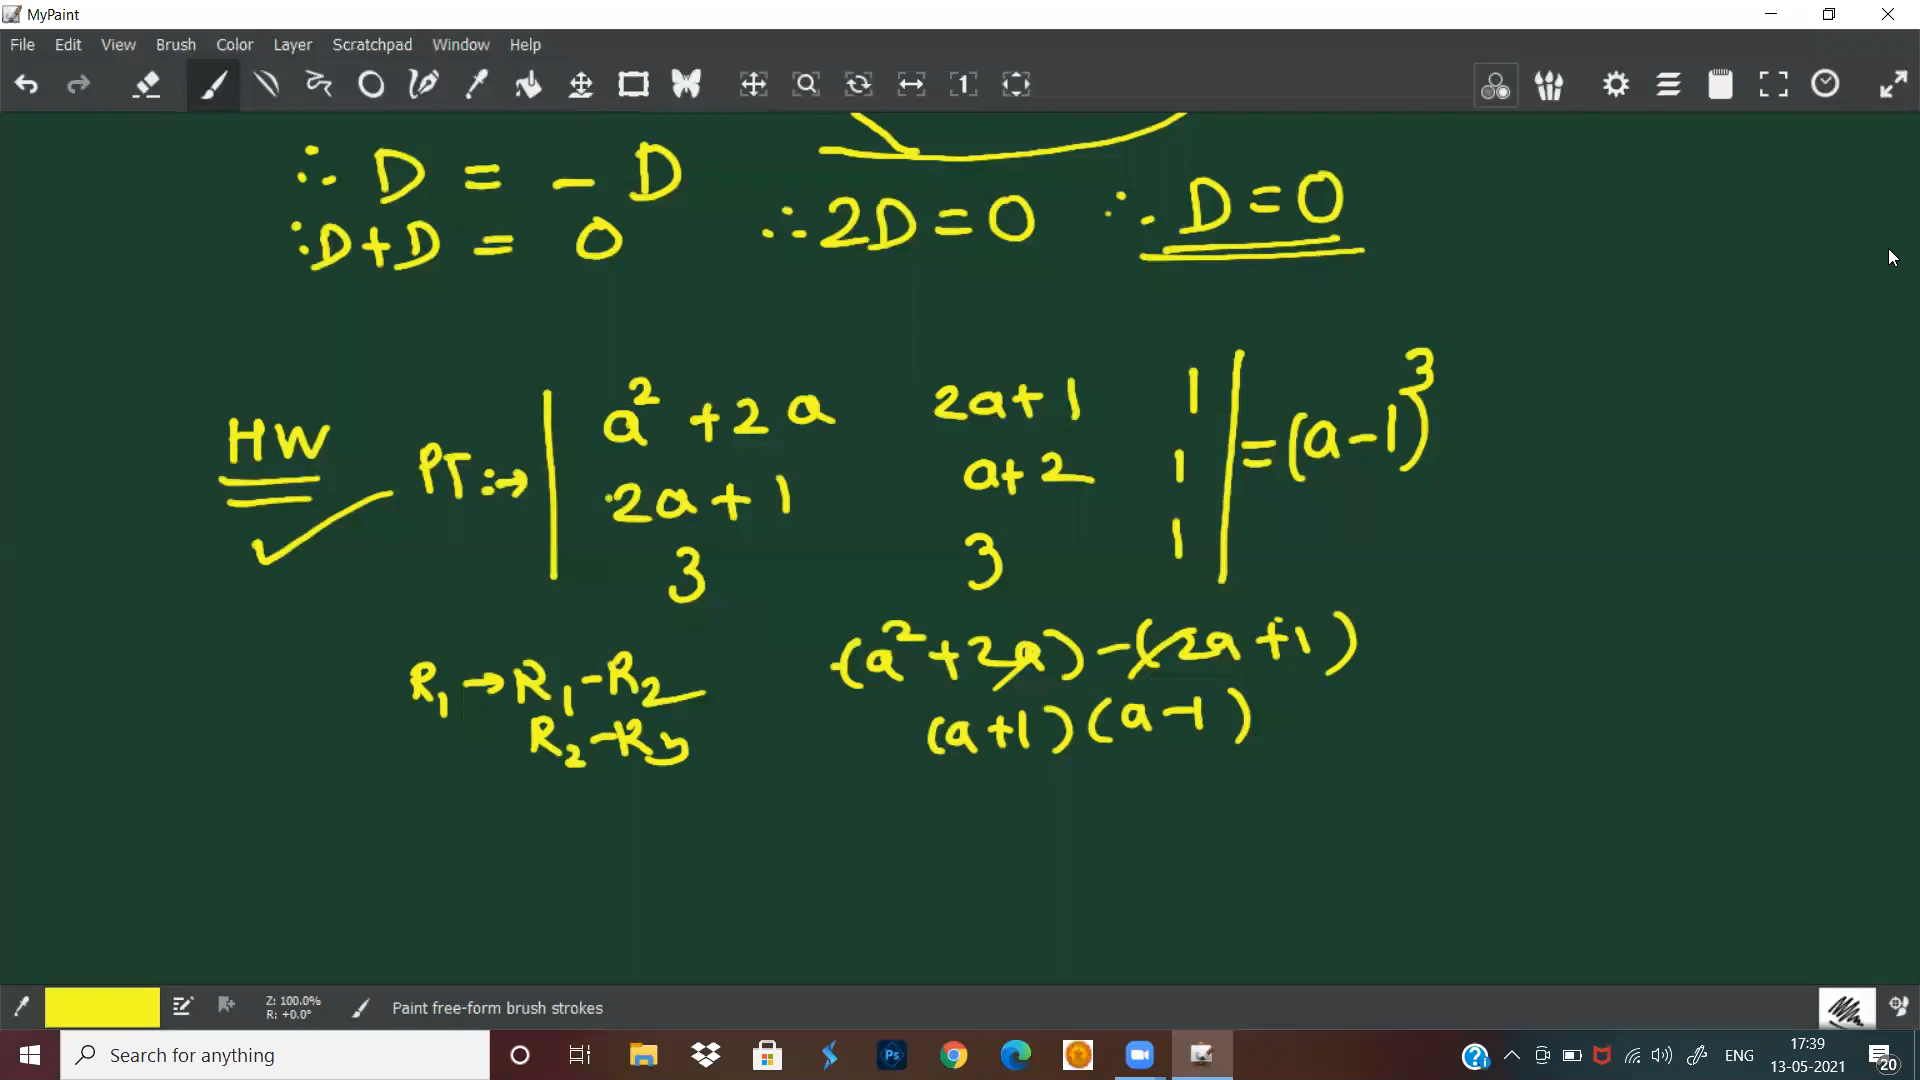 MyPaint
File Edit View Brush Color Layer Scratchpad Window Help
∴ D = - D
∴ D+D = 0 ∴ 2D = 0 ∴ D = 0
HW PT :→ | a² + 2a 2a+1 1 | = (a-1)³
2a + 1 a+2 1
3 3 1
R₁ → R₁ - R₂ (a² + 2a) - (2a + 1)
R₂ - R₃ (a+1) (a-1)
Z: 100.0%
R: +0.0°
Paint free-form brush strokes
Search for anything
Ps
ENG
17:39
13-05-2021
20